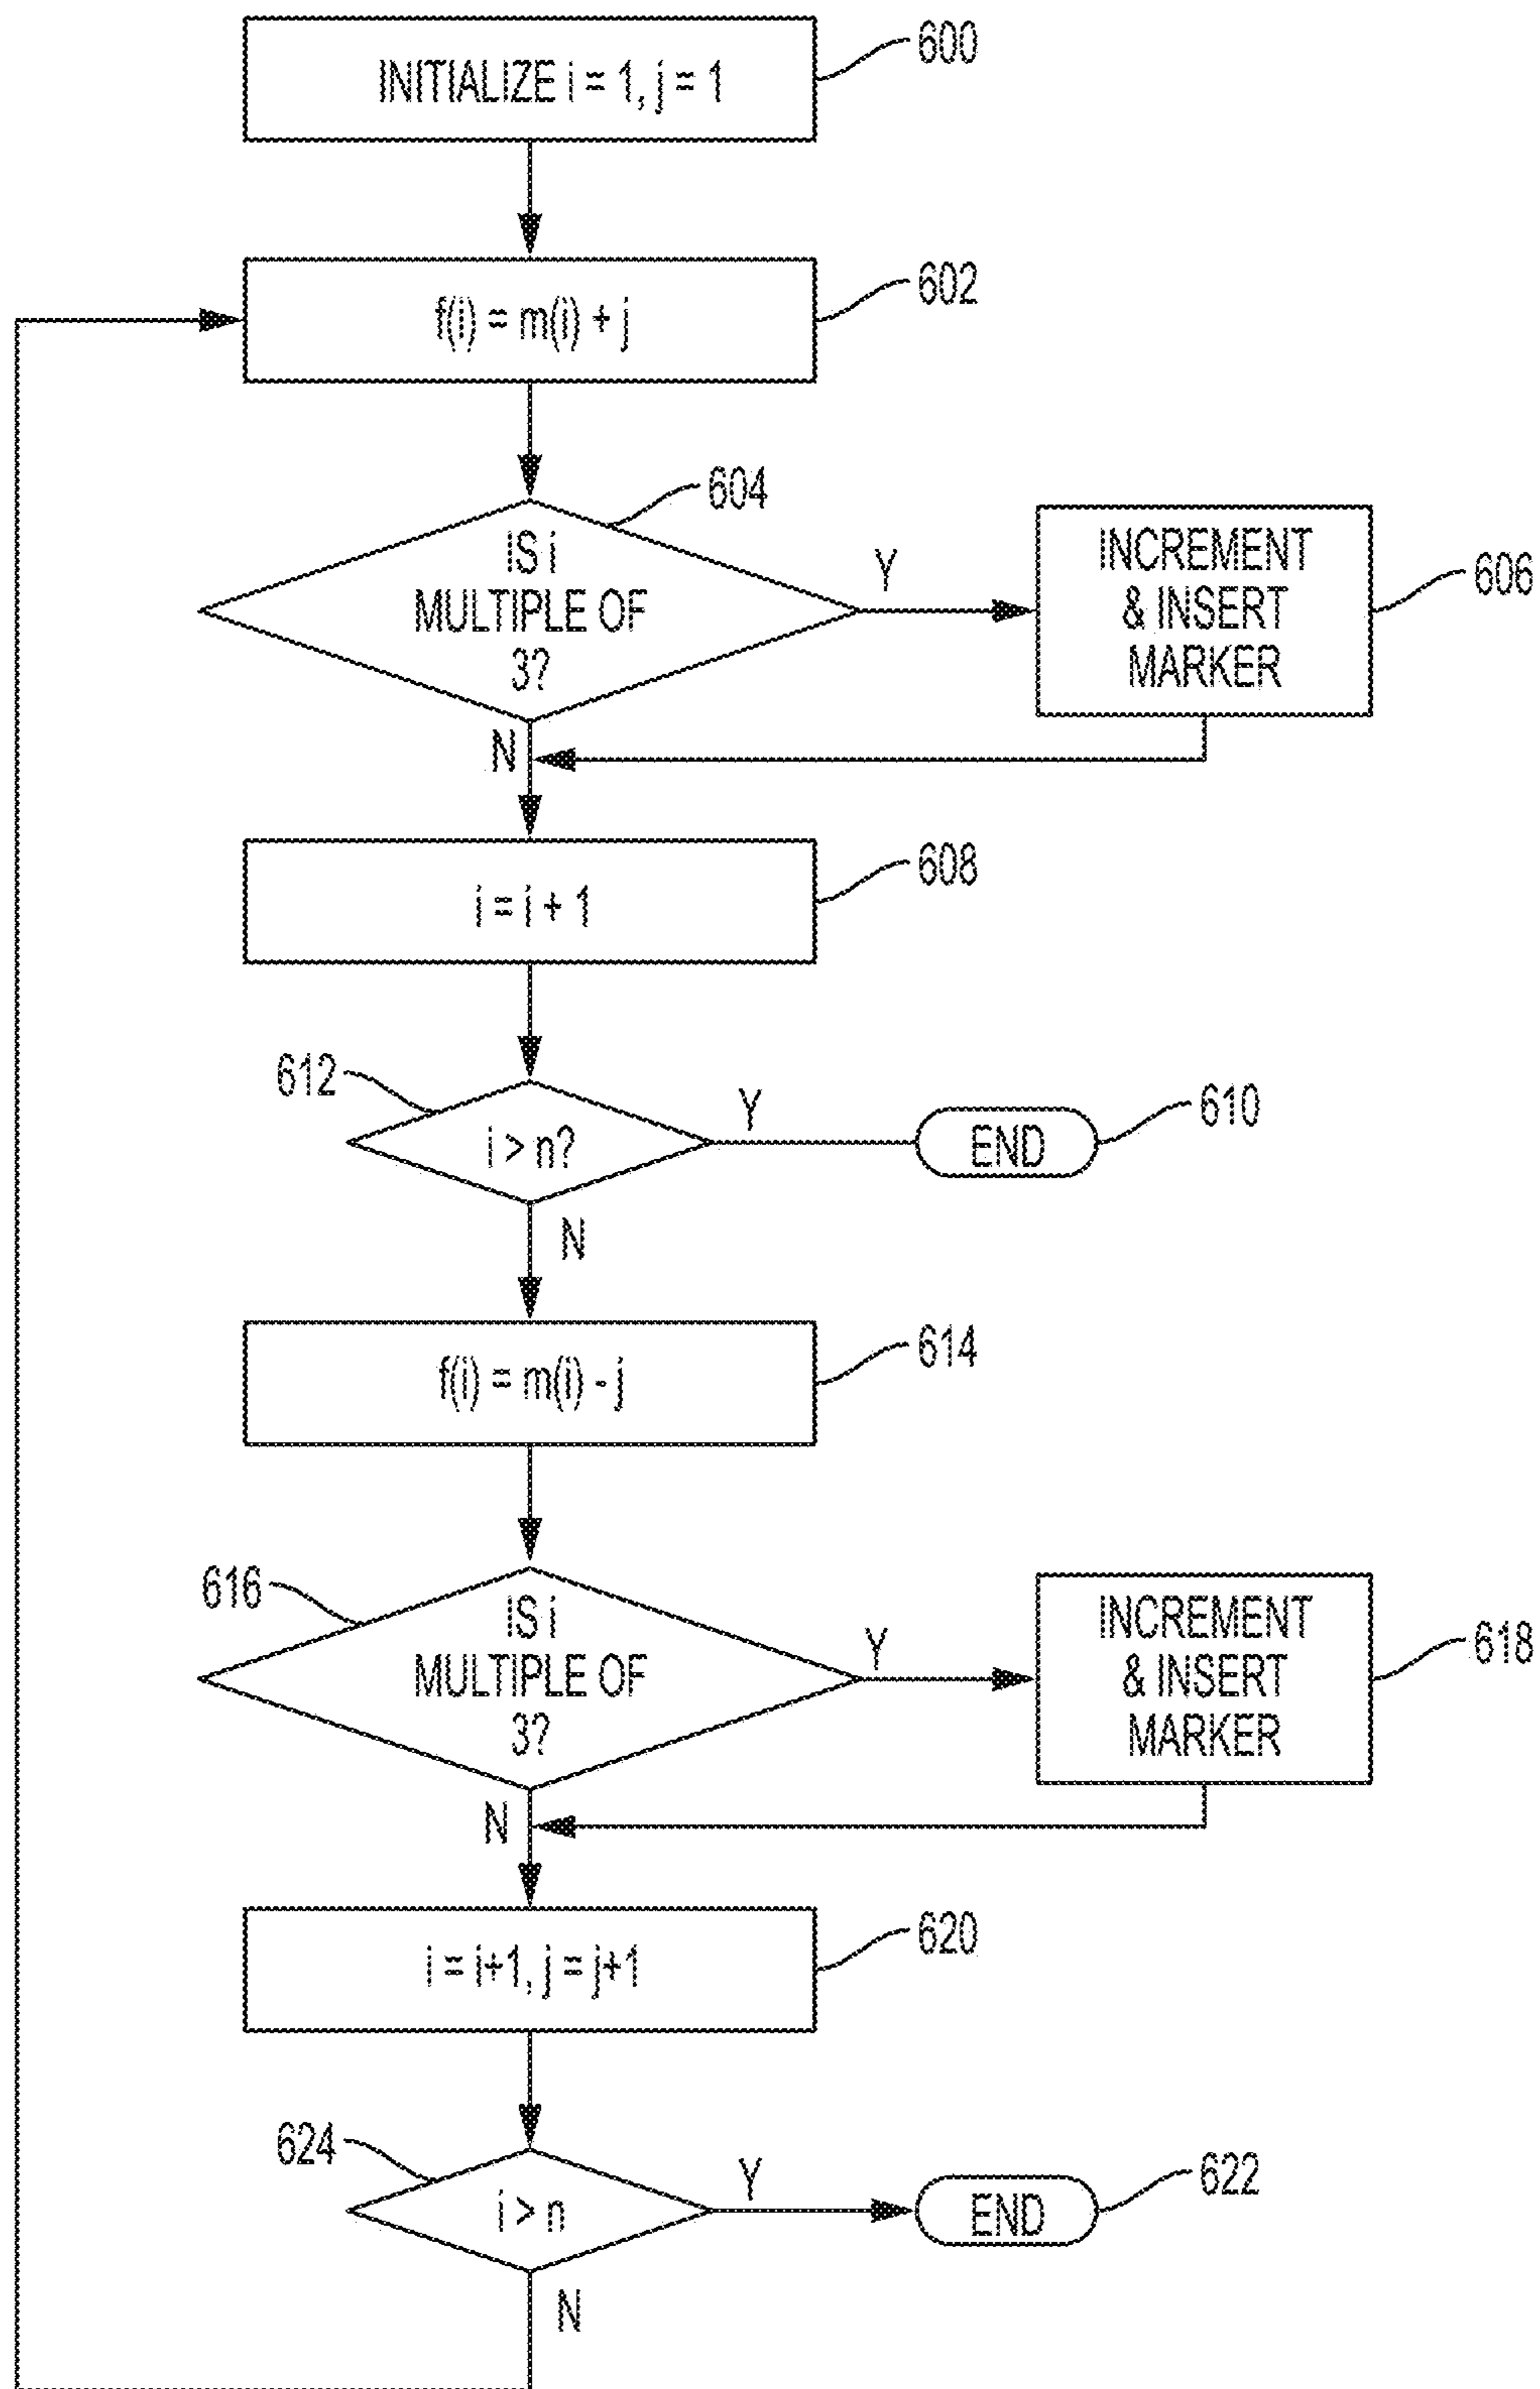 INITIALIZE i = 1, j = 1
600
f(i) = m(i) + j
602
604
IS i
MULTIPLE OF
3?
Y
N
INCREMENT
& INSERT
MARKER
606
i = i + 1
608
612
i > n?
Y
N
END
610
f(i) = m(i) - j
614
616
IS i
MULTIPLE OF
3?
Y
N
INCREMENT
& INSERT
MARKER
618
i = i+1, j = j+1
620
624
i > n
Y
N
END
622